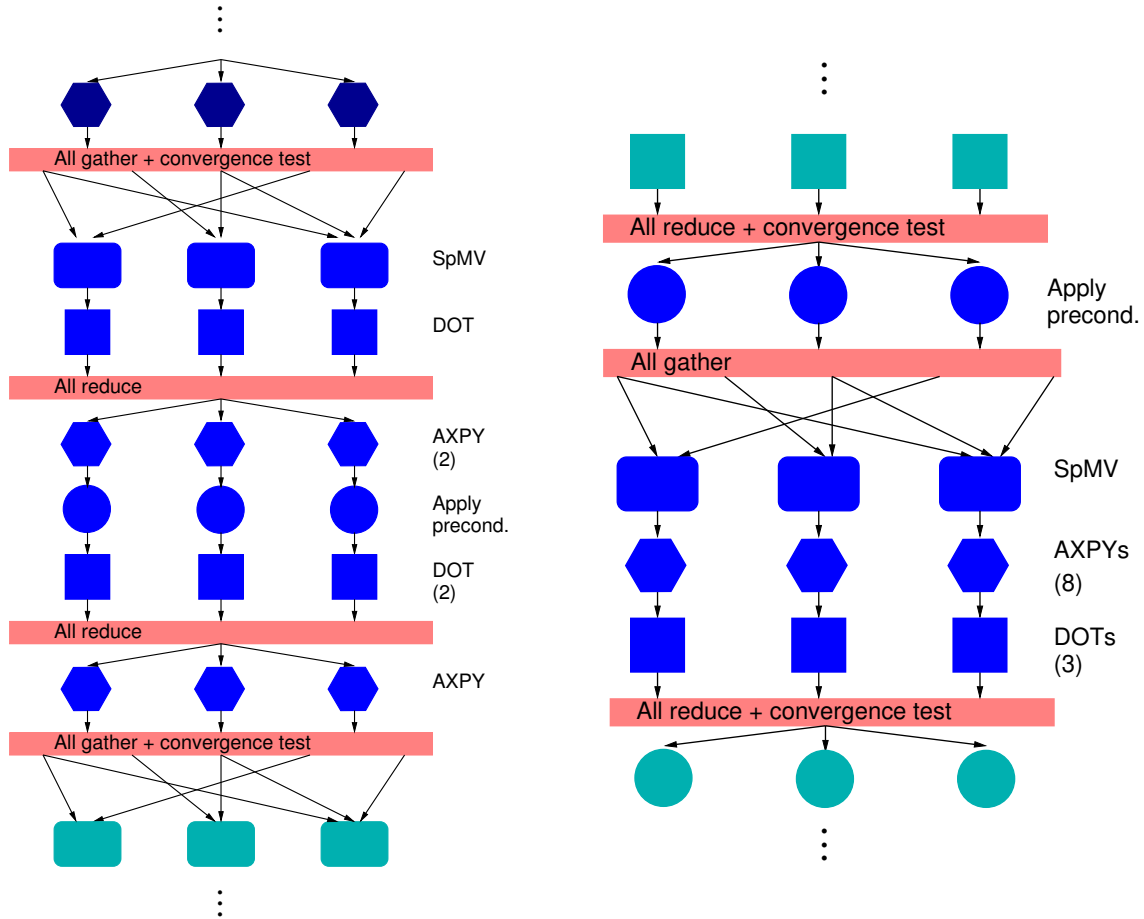 All gather + convergence test
SpMV
DOT
All reduce
AXPY
(2)
Apply
precond.
DOT
(2)
All reduce
AXPY
All gather + convergence test
All reduce + convergence test
Apply
precond.
All gather
SpMV
AXPYs
(8)
DOTs
(3)
All reduce + convergence test